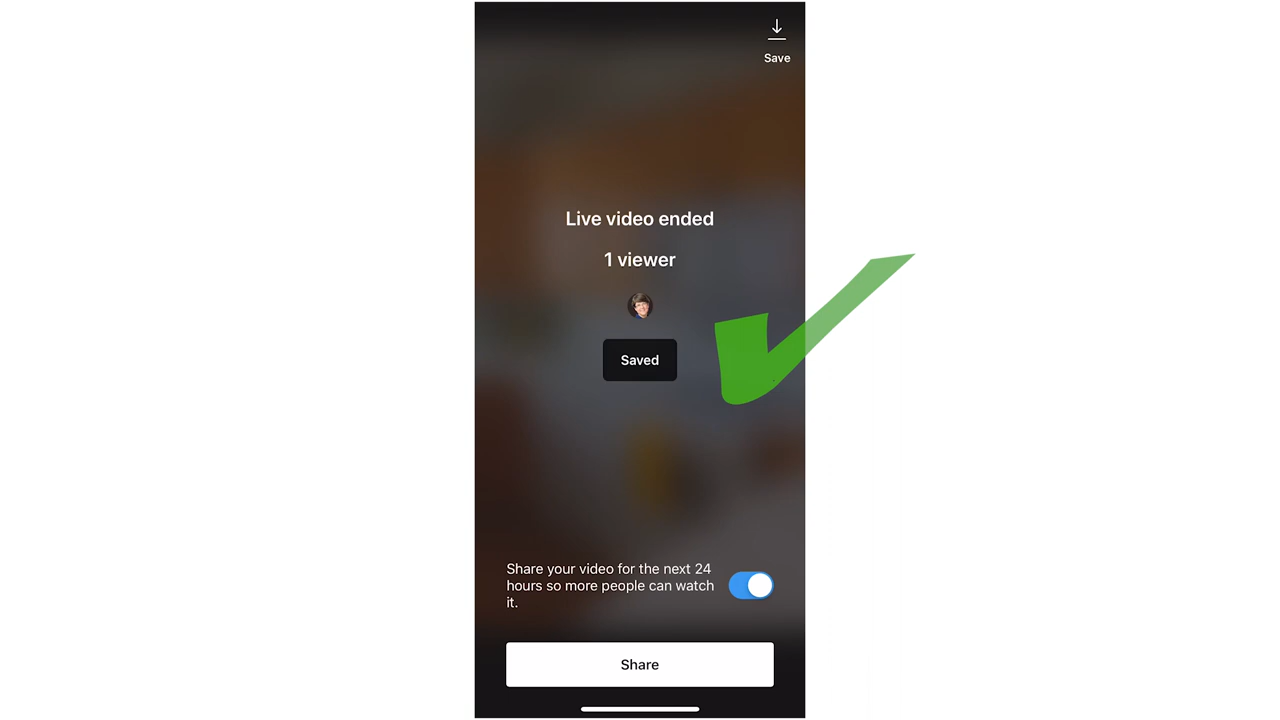 Save
Live video ended
1 viewer
Saved
Share your video for the next 24
hours so more people can watch
it.
Share